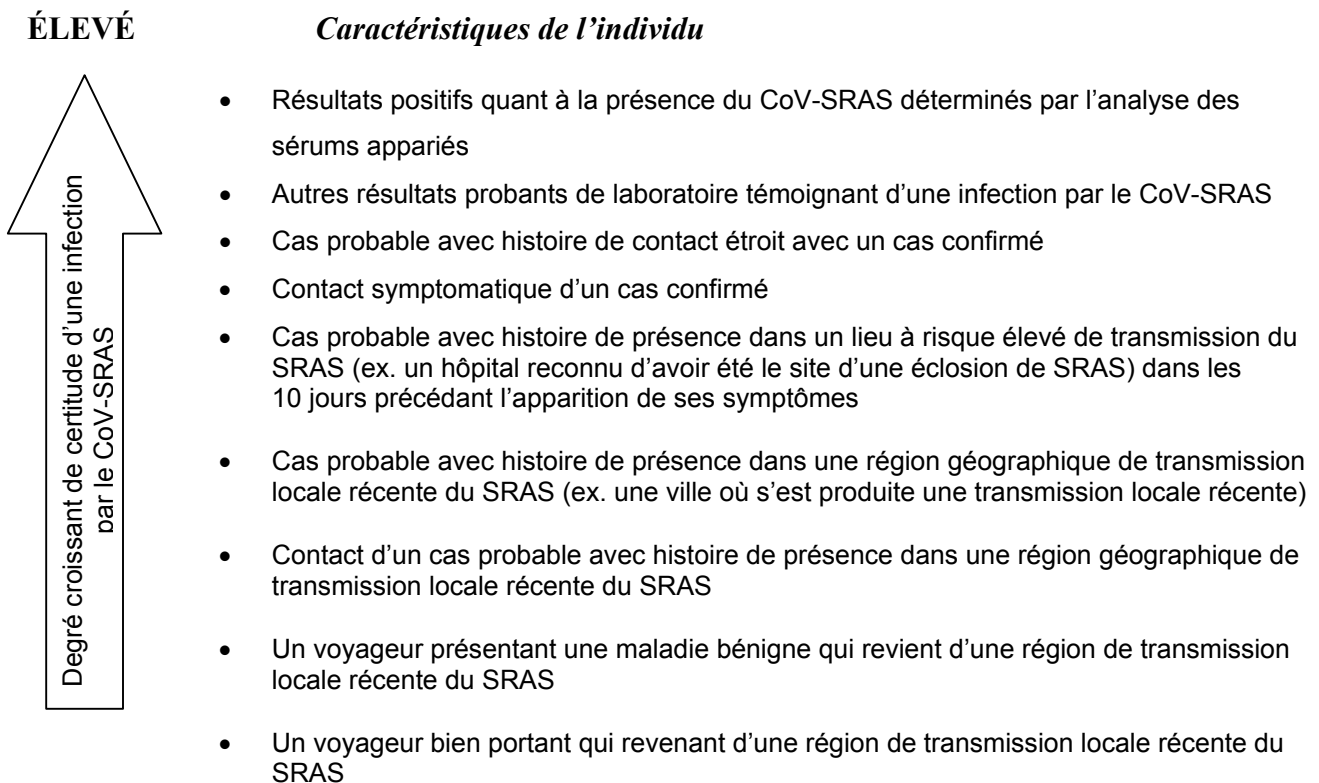 ÉLEVÉ Caractéristiques de l’individu
• Résultats positifs quant à la présence du CoV-SRAS déterminés par l’analyse des
sérums appariés
• Autres résultats probants de laboratoire témoignant d’une infection par le CoV-SRAS
• Cas probable avec histoire de contact étroit avec un cas confirmé
• Contact symptomatique d’un cas confirmé
• Cas probable avec histoire de présence dans un lieu à risque élevé de transmission du
SRAS (ex. un hôpital reconnu d’avoir été le site d’une éclosion de SRAS) dans les
10 jours précédant l’apparition de ses symptômes
• Cas probable avec histoire de présence dans une région géographique de transmission
locale récente du SRAS (ex. une ville où s’est produite une transmission locale récente)
• Contact d’un cas probable avec histoire de présence dans une région géographique de
transmission locale récente du SRAS
• Un voyageur présentant une maladie bénigne qui revient d’une région de transmission
locale récente du SRAS
• Un voyageur bien portant qui revenant d’une région de transmission locale récente du
SRAS
Degré croissant de certitude d’une infection
par le CoV-SRAS